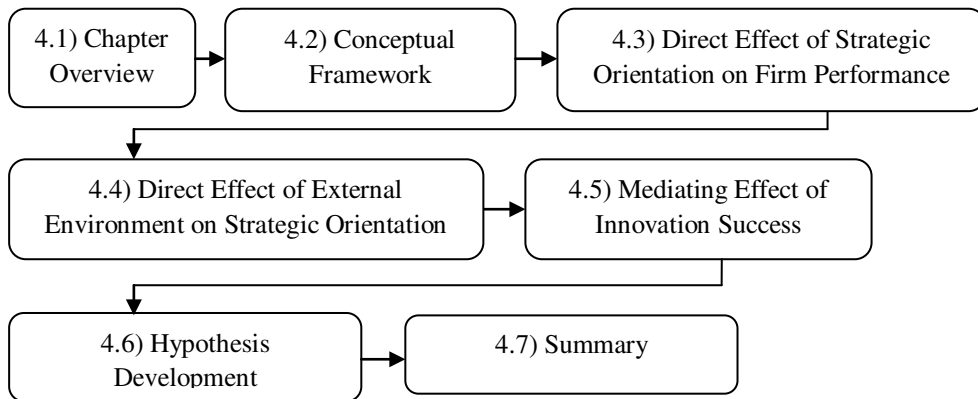 4.1) Chapter
Overview
4.2) Conceptual
Framework
4.3) Direct Effect of Strategic
Orientation on Firm Performance
4.4) Direct Effect of External
Environment on Strategic Orientation
4.5) Mediating Effect of
Innovation Success
4.6) Hypothesis
Development
4.7) Summary